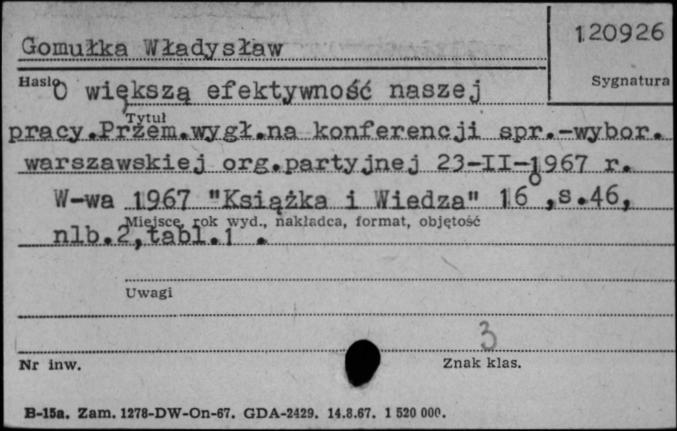 120926
Gomułka Władysław
Hasło
Sygnatura
O większą efektywność naszej
Tytuł
pracy.Przem.wygł.na konferencji spr.-wybor.
warszawskiej org.partyjnej 23-II-1967 r.
W-wa 1967 "Książka i Wiedza" 16°,s.46,
Miejsce, rok wyd., nakładca, format, objętość
nlb.2,tabl.1 .
Uwagi
3
Nr inw.
Znak klas.
B-15a. Zam. 1278-DW-On-67. GDA-2429. 14.8.67. 1 520 000.